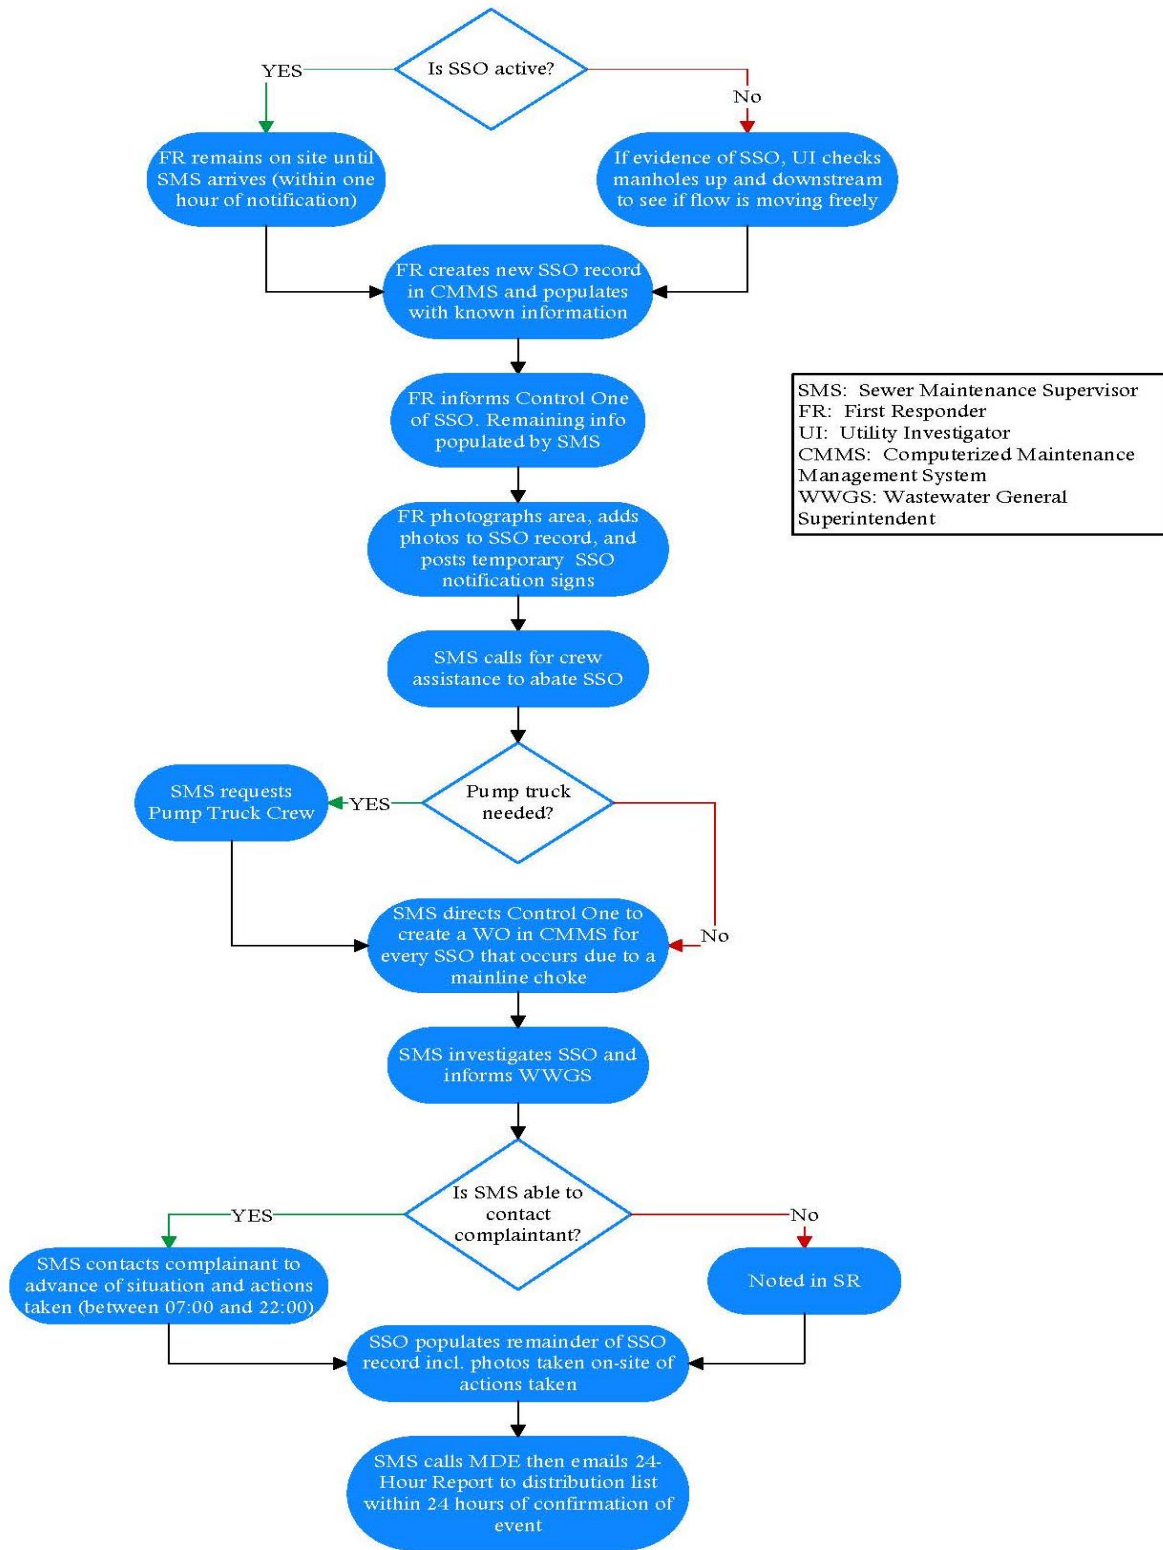 Is SSO active?
YES
No
FR remains on site until
SMS arrives (within one
hour of notification)
If evidence of SSO, UI checks
manholes up and downstream
to see if flow is moving freely
FR creates new SSO record
in CMMS and populates
with known information
FR informs Control One
of SSO. Remaining info
populated by SMS
SMS: Sewer Maintenance Supervisor
FR: First Responder
UI: Utility Investigator
CMMS: Computerized Maintenance
Management System
WWGS: Wastewater General
Superintendent
FR photographs area, adds
photos to SSO record, and
posts temporary SSO
notification signs
SMS calls for crew
assistance to abate SSO
Pump truck
needed?
YES
SMS requests
Pump Truck Crew
No
SMS directs Control One to
create a WO in CMMS for
every SSO that occurs due to a
mainline choke
SMS investigates SSO and
informs WWGS
Is SMS able to
contact
complaintant?
YES
No
SMS contacts complainant to
advance of situation and actions
taken (between 07:00 and 22:00)
Noted in SR
SSO populates remainder of SSO
record incl. photos taken on-site of
actions taken
SMS calls MDE then emails 24-
Hour Report to distribution list
within 24 hours of confirmation of
event